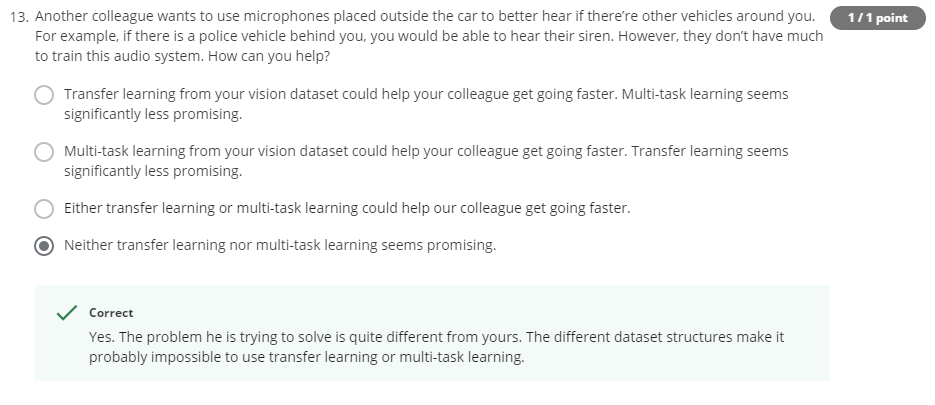 13. Another colleague wants to use microphones placed outside the car to better hear if there're other vehicles around you. 1 / 1 point
For example, if there is a police vehicle behind you, you would be able to hear their siren. However, they don't have much
to train this audio system. How can you help?
Transfer learning from your vision dataset could help your colleague get going faster. Multi-task learning seems
significantly less promising.
Multi-task learning from your vision dataset could help your colleague get going faster. Transfer learning seems
significantly less promising.
Either transfer learning or multi-task learning could help our colleague get going faster.
Neither transfer learning nor multi-task learning seems promising.
Correct
Yes. The problem he is trying to solve is quite different from yours. The different dataset structures make it
probably impossible to use transfer learning or multi-task learning.